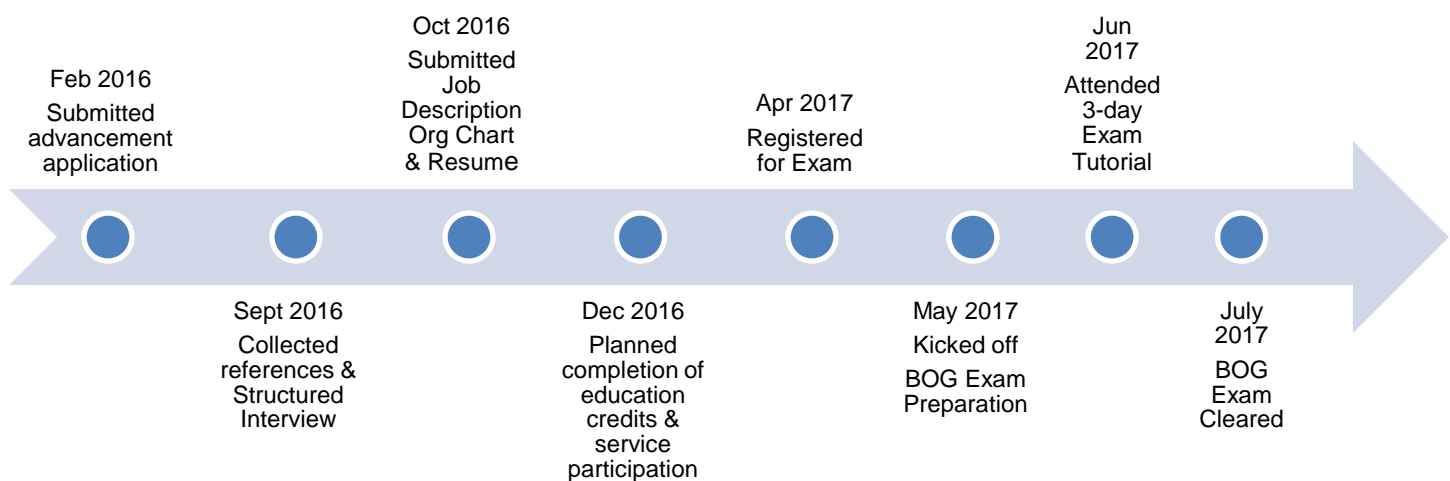 Feb 2016
Submitted
advancement
application
Sept 2016
Collected
references &
Structured
Interview
Oct 2016
Submitted
Job
Description
Org Chart
& Resume
Dec 2016
Planned
completion of
education
credits &
service
participation
Apr 2017
Registered
for Exam
May 2017
Kicked off
BOG Exam
Preparation
Jun
2017
Attended
3-day
Exam
Tutorial
July
2017
BOG
Exam
Cleared